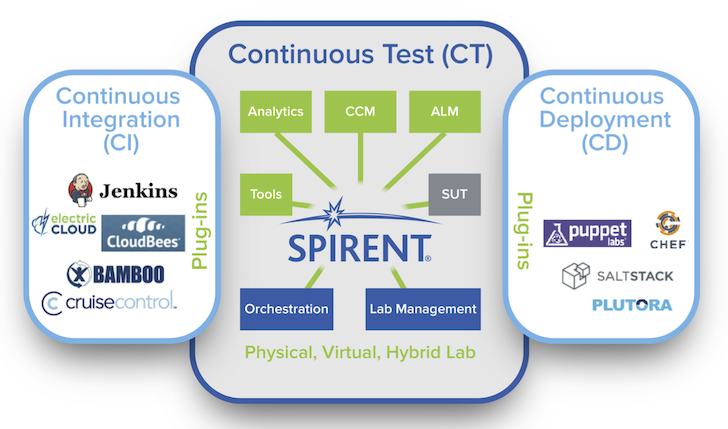 Continuous Test (CT)
Continuous
Integration
(CI)
Jenkins
electric
CLOUD
CloudBees
BAMBOO
cruisecontrol™
Plug-ins
Analytics
CCM
ALM
Tools
SUT
SPIRENT®
Orchestration
Lab Management
Physical, Virtual, Hybrid Lab
Continuous
Deployment
(CD)
Plug-ins
puppet
labs
CHEF
SALTSTACK
PLUTORA